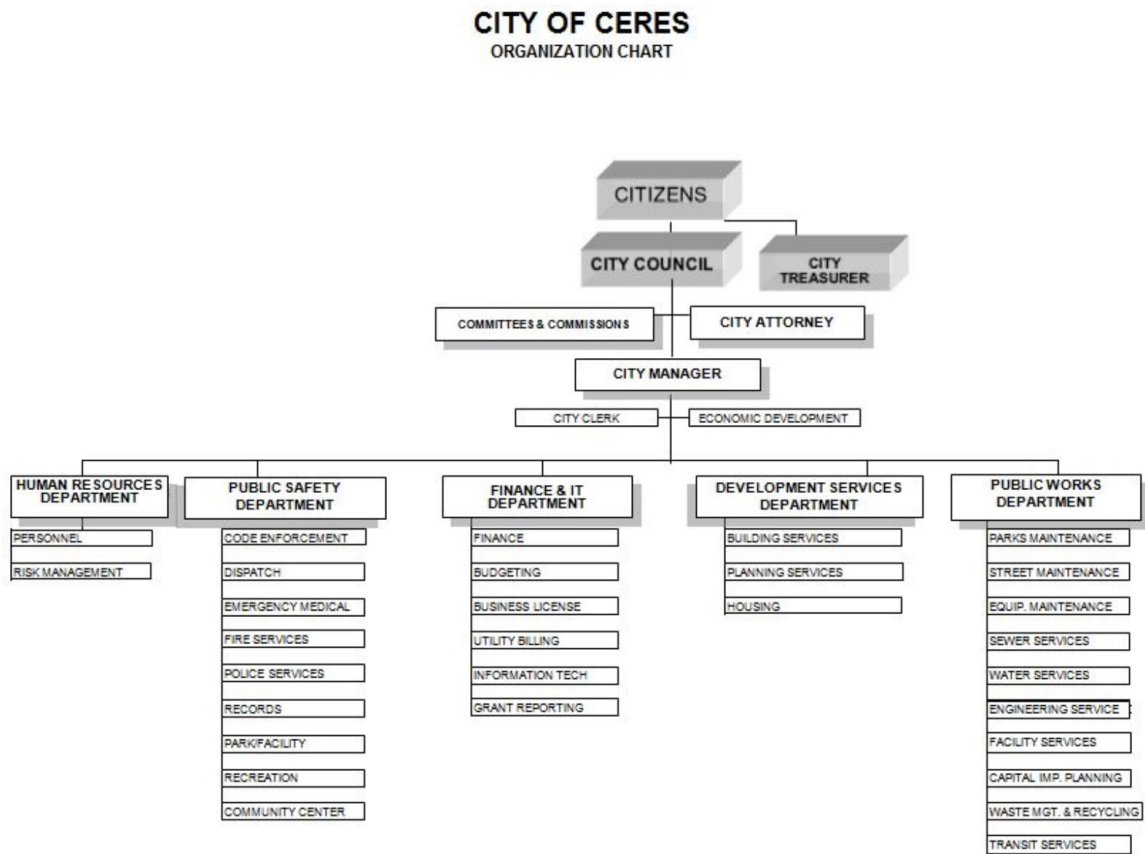 CITY OF CERES
ORGANIZATION CHART
CITIZENS
CITY COUNCIL
CITY
TREASURER
COMMITTEES & COMMISSIONS
CITY ATTORNEY
CITY MANAGER
CITY CLERK
ECONOMIC DEVELOPMENT
HUMAN RESOURCES
DEPARTMENT
PERSONNEL
RISK MANAGEMENT
PUBLIC SAFETY
DEPARTMENT
CODE ENFORCEMENT
DISPATCH
EMERGENCY MEDICAL
FIRE SERVICES
POLICE SERVICES
RECORDS
PARK/FACILITY
RECREATION
COMMUNITY CENTER
FINANCE & IT
DEPARTMENT
FINANCE
BUDGETING
BUSINESS LICENSE
UTILITY BILLING
INFORMATION TECH
GRANT REPORTING
DEVELOPMENT SERVICES
DEPARTMENT
BUILDING SERVICES
PLANNING SERVICES
HOUSING
PUBLIC WORKS
DEPARTMENT
PARKS MAINTENANCE
STREET MAINTENANCE
EQUIP. MAINTENANCE
SEWER SERVICES
WATER SERVICES
ENGINEERING SERVICE
FACILITY SERVICES
CAPITAL IMP. PLANNING
WASTE MGT. & RECYCLING
TRANSIT SERVICES